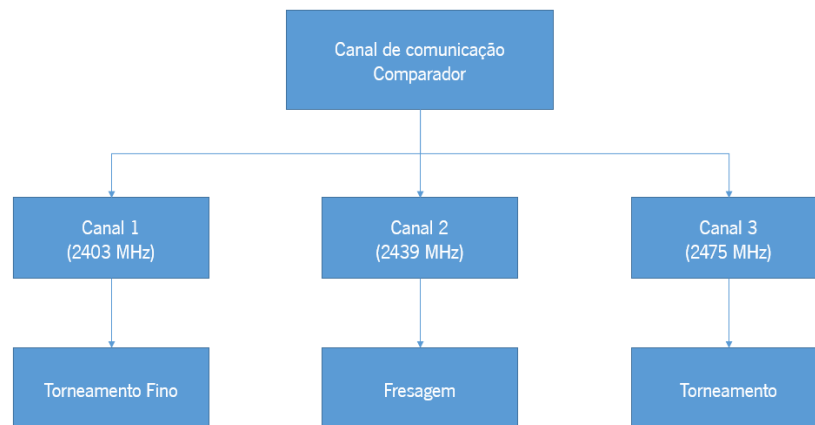 Canal de comunicação
Comparador
Canal 1
(2403 MHz)
Canal 2
(2439 MHz)
Canal 3
(2475 MHz)
Torneamento Fino
Fresagem
Torneamento